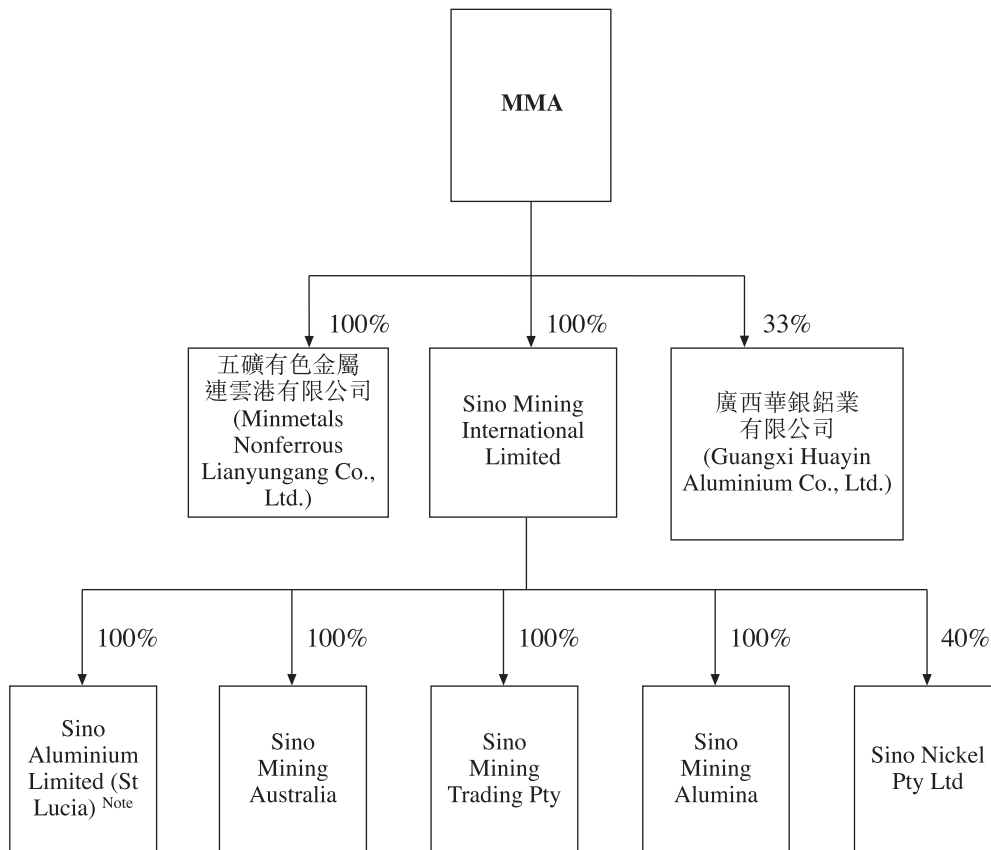 MMA
100%
100%
33%
五礦有色金屬
連雲港有限公司
(Minmetals
Nonferrous
Lianyungang Co.,
Ltd.)
Sino Mining
International
Limited
廣西華銀鋁業
有限公司
(Guangxi Huayin
Aluminium Co., Ltd.)
100%
100%
100%
100%
40%
Sino
Aluminium
Limited (St
Lucia) Note
Sino
Mining
Australia
Sino
Mining
Trading Pty
Sino
Mining
Alumina
Sino Nickel
Pty Ltd